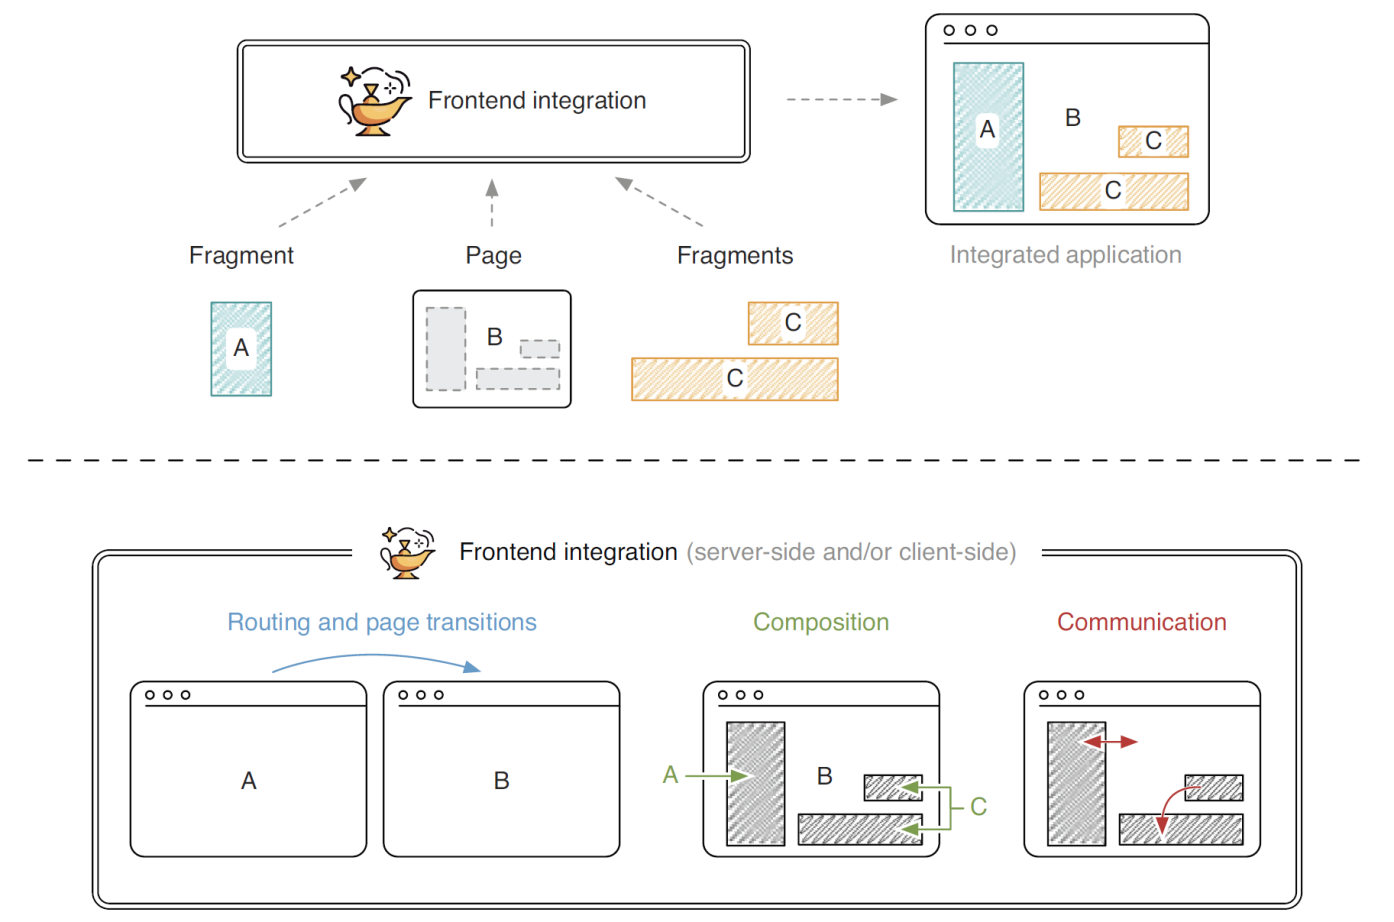 Frontend integration
A
B
C
C
Integrated application
Fragment
Page
Fragments
A
B
C
C
Frontend integration (server-side and/or client-side)
Routing and page transitions
Composition
Communication
A
B
A
B
C